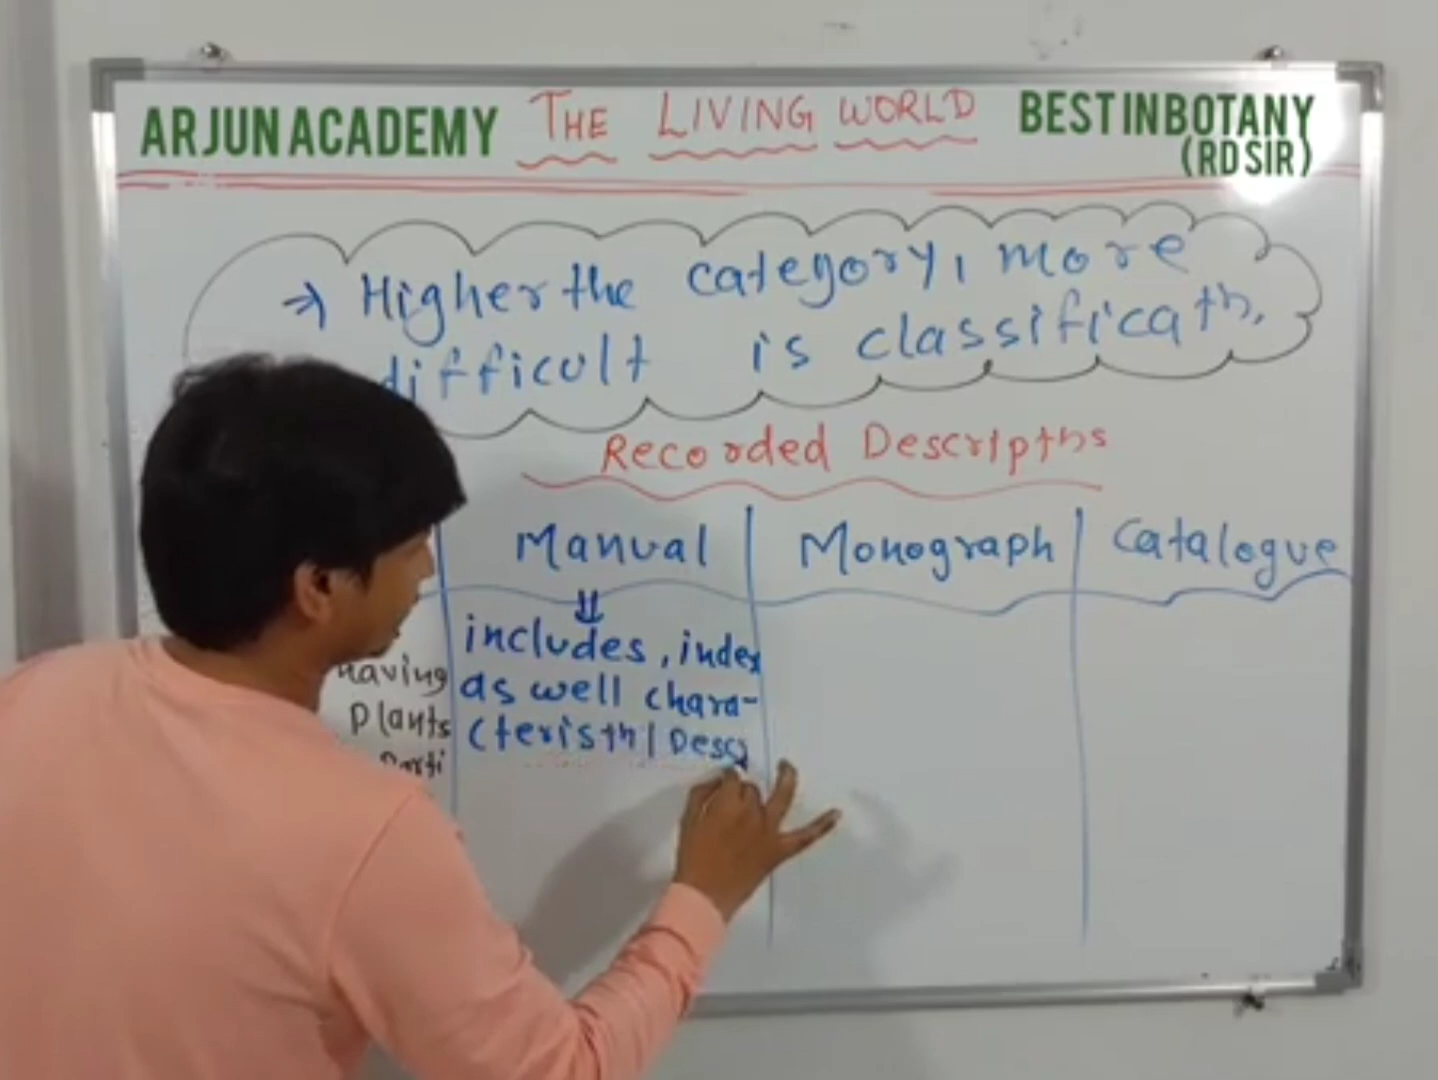 ARJUN ACADEMY THE LIVING WORLD BEST IN BOTANY
(RD SIR)
→ Higher the category, more
difficult is classificatn.
Recorded Descriptns
Manual Monograph Catalogue
⇓
includes, index
as well chara-
cteristn | Desc
having
plants